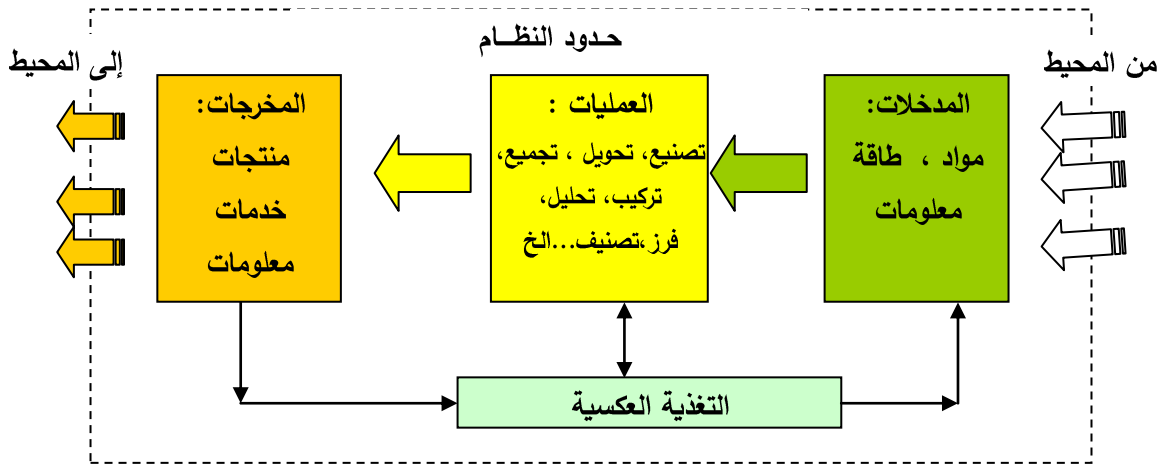 حـدود النظـــام
من المحيط
إلى المحيط
المدخلات:
مواد ، طاقة
معلومات
العمليات :
تصنيع، تحويل ، تجميع،
تركيب، تحليل،
فرز،تصنيف...الخ
المخرجات:
منتجات
خدمات
معلومات
التغذية العكسية